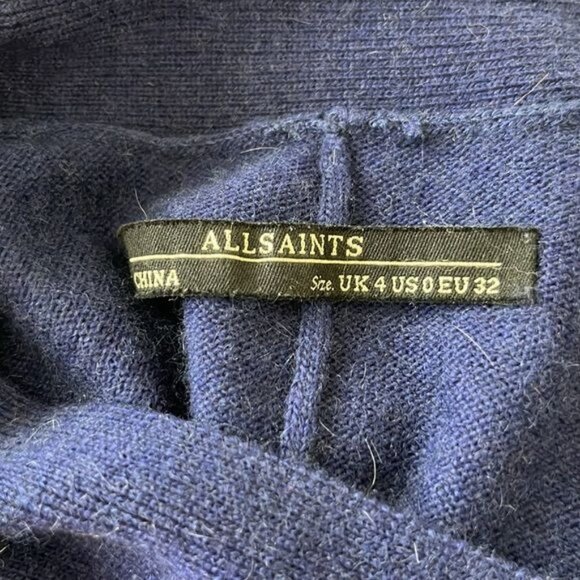 ALLSAINTS
CHINA Size. UK 4 US 0 EU 32